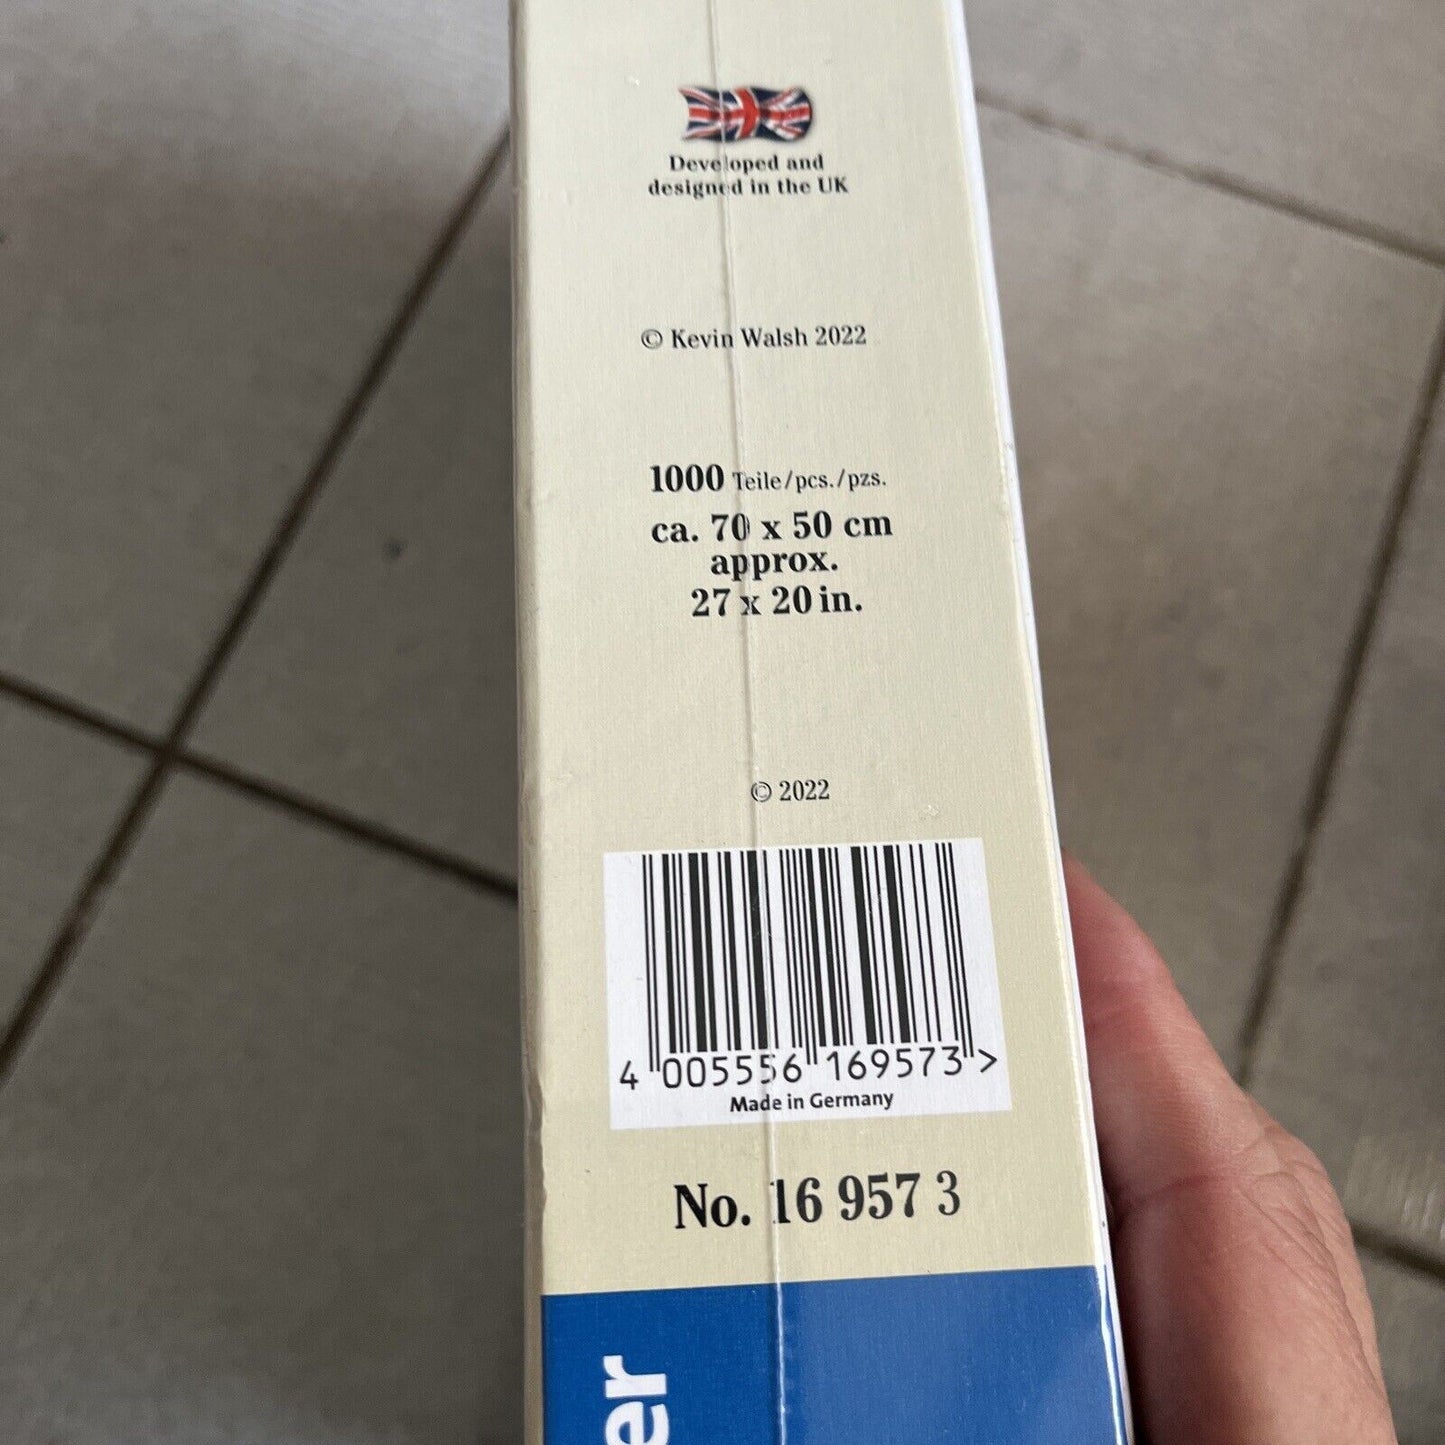 Developed and
designed in the UK
© Kevin Walsh 2022
1000 Teile/pcs./pzs.
ca. 70 x 50 cm
approx.
27 x 20 in.
© 2022
4 005556 169573 >
Made in Germany
No. 16 957 3
er